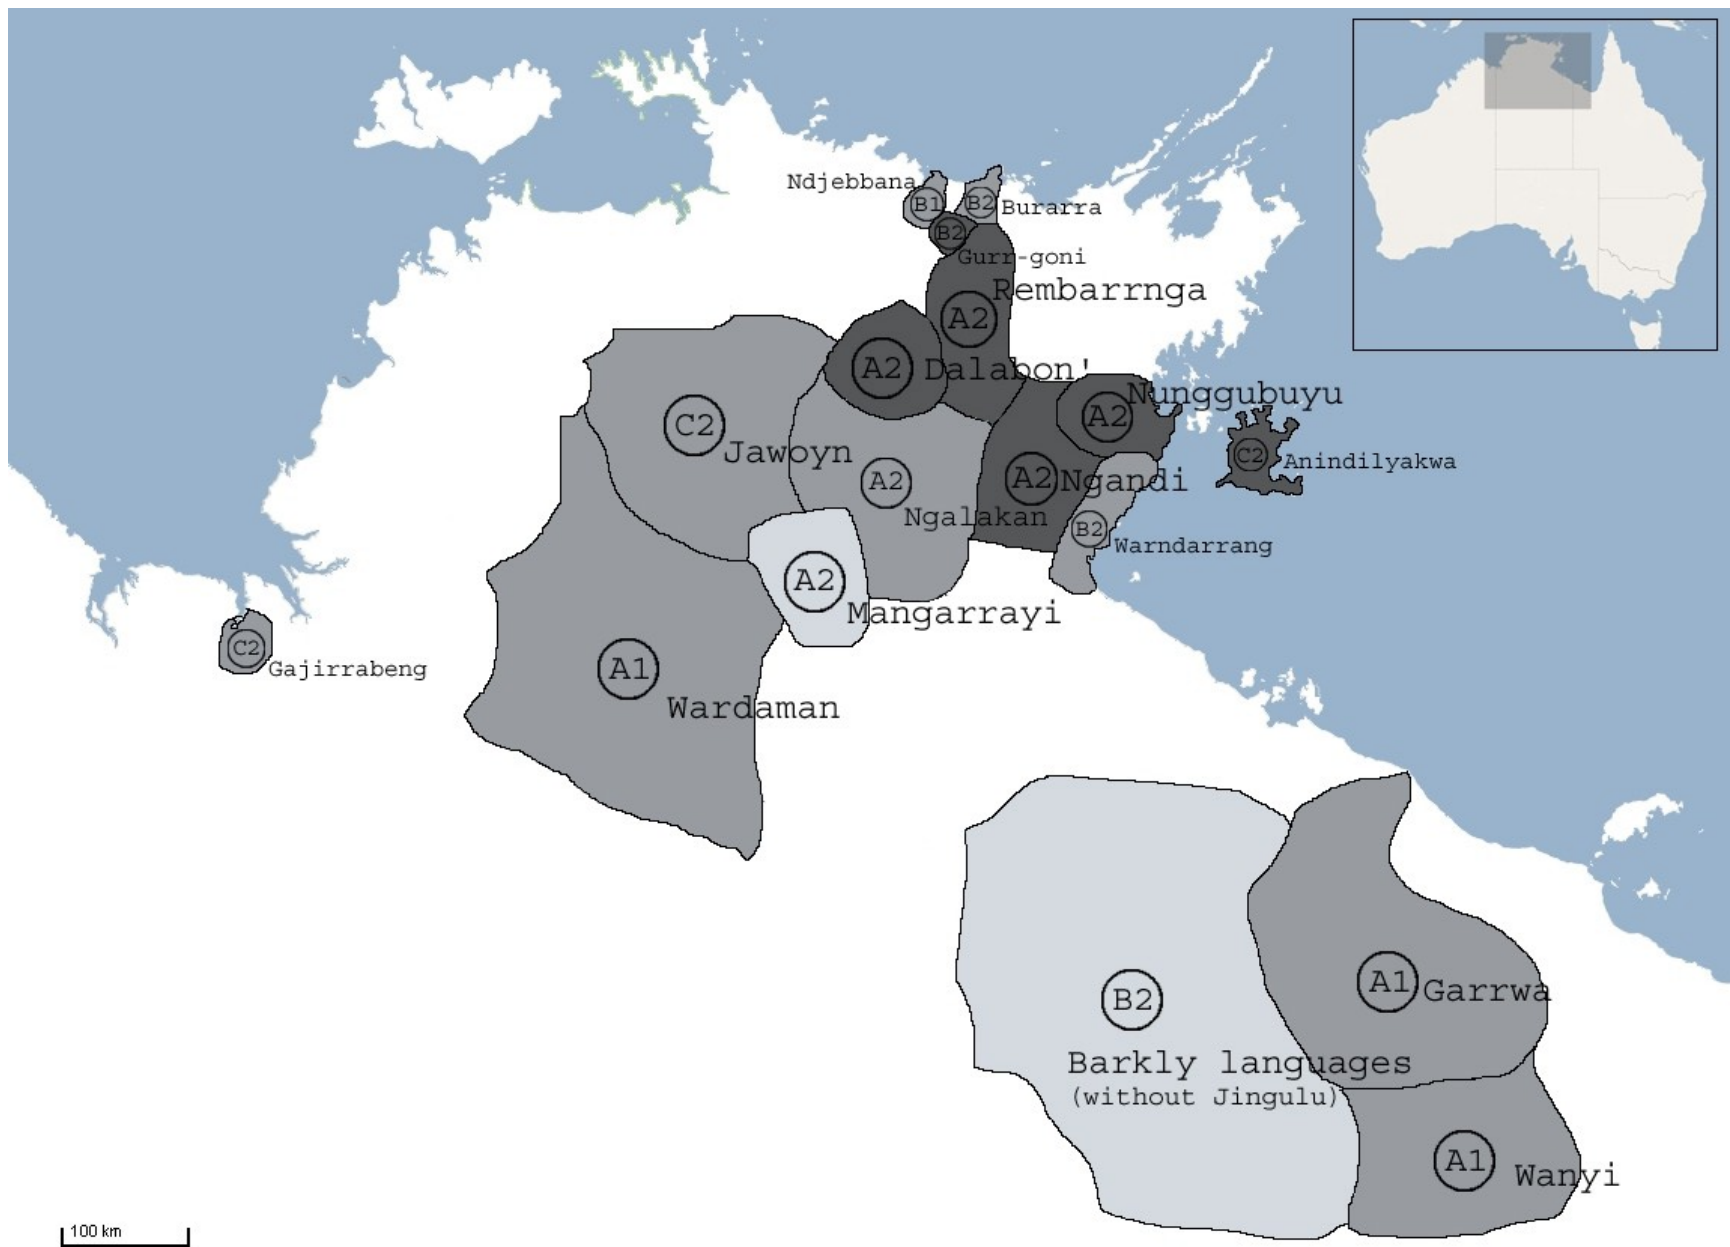 Ndjebbana
B1
B2
Burarra
B2
Gurr-goni
Rembarrnga
A2
A2
Dalabon'
Nunggubuyu
A2
C2
Jawoyn
C2
Anindilyakwa
A2
A2
Ngandi
Ngalakan
B2
Warndarrang
A2
Mangarrayi
C2
Gajirrabeng
A1
Wardaman
A1
Garrwa
B2
Barkly languages
(without Jingulu)
A1
Wanyi
100 km